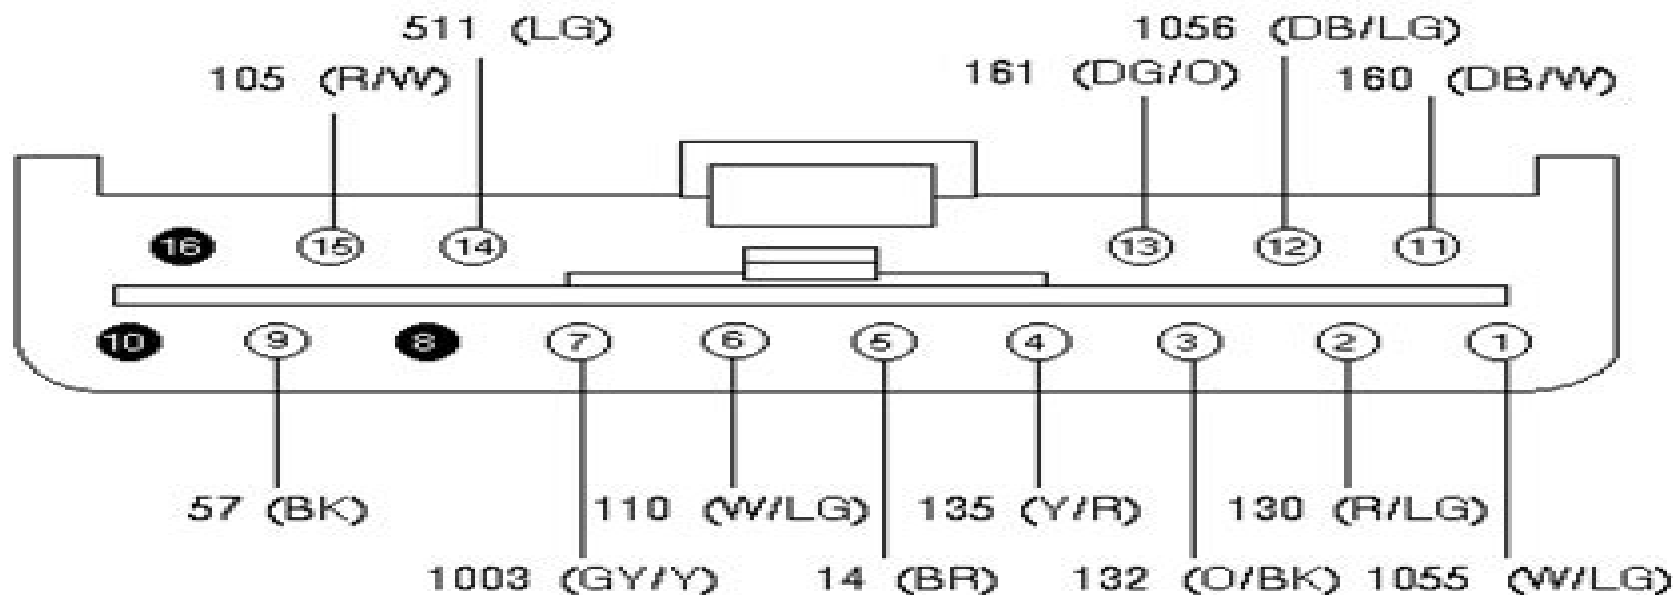 511 (LG)
1056 (DB/LG)
105 (R/W)
161 (DG/O)
160 (DB/W)
16
15
14
13
12
11
10
9
8
7
6
5
4
3
2
1
57 (BK)
110 (W/LG)
135 (Y/R)
130 (R/LG)
1003 (GY/Y)
14 (BR)
132 (O/BK)
1055 (W/LG)